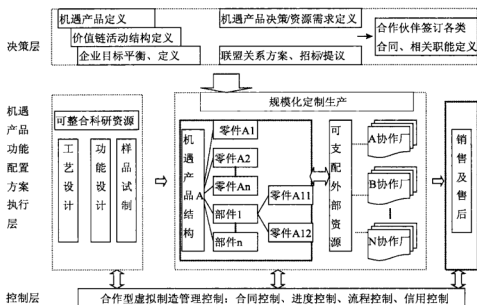 决策层
机遇产品定义
价值链活动结构定义
企业目标平衡、定义
机遇产品决策/资源需求定义
联盟关系方案、招标/提议
合作伙伴签订各类
合同、相关职能定义
机遇
产品
功能
配置
方案
执行
层
可整合科研资源
工艺设计
功能设计
样品试制
规模化定制生产
机遇产品结构
A
零件A1
零件A2
零件An
部件1
部件n
零件A11
零件A12
可支配外部资源
A协作厂
B协作厂
N协作厂
销售及售后
控制层
合作型虚拟制造管理控制：合同控制、进度控制、流程控制、信用控制